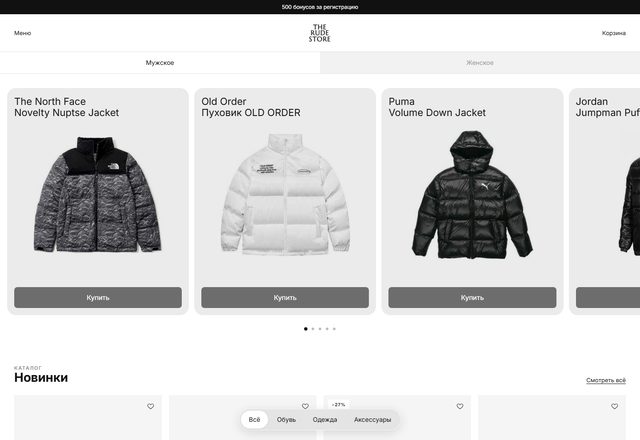 500 бонусов за регистрацию
Меню
THE
RUDE
STORE
Корзина
Мужское
Женское
The North Face
Novelty Nuptse Jacket
Old Order
Пуховик OLD ORDER
Puma
Volume Down Jacket
Jordan
Jumpman Puf
Купить
Купить
Купить
КАТАЛОГ
Новинки
Смотреть всё
-27%
Всё
Обувь
Одежда
Аксессуары